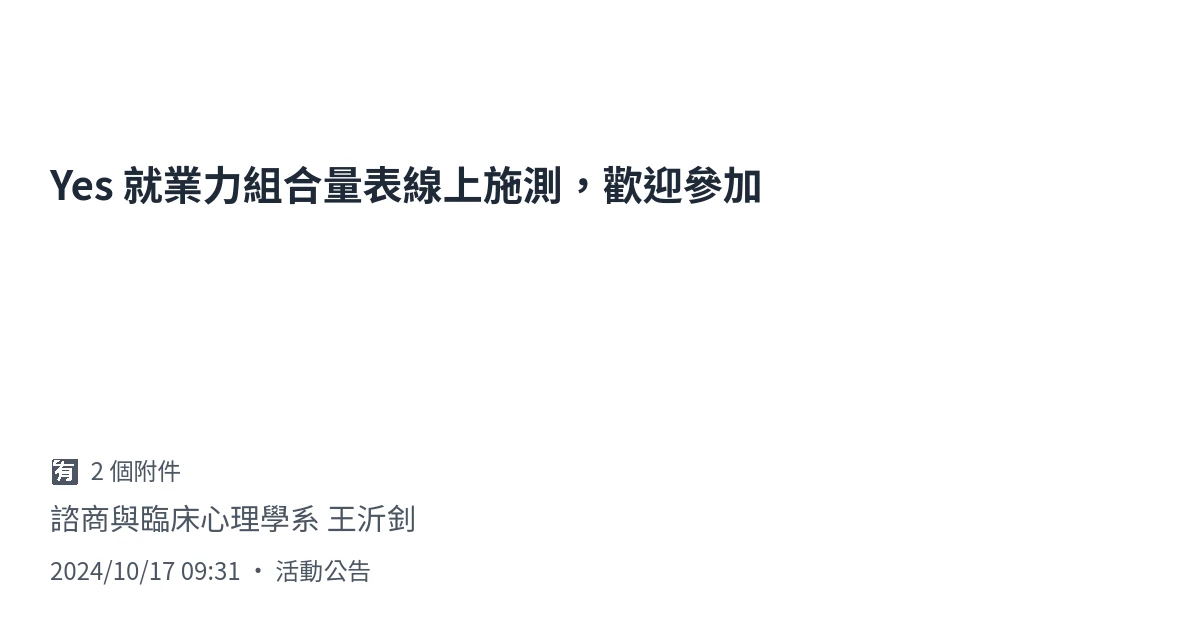 Yes 就業力組合量表線上施測，歡迎參加
有 2 個附件
諮商與臨床心理學系 王沂釗
2024/10/17 09:31 ・ 活動公告